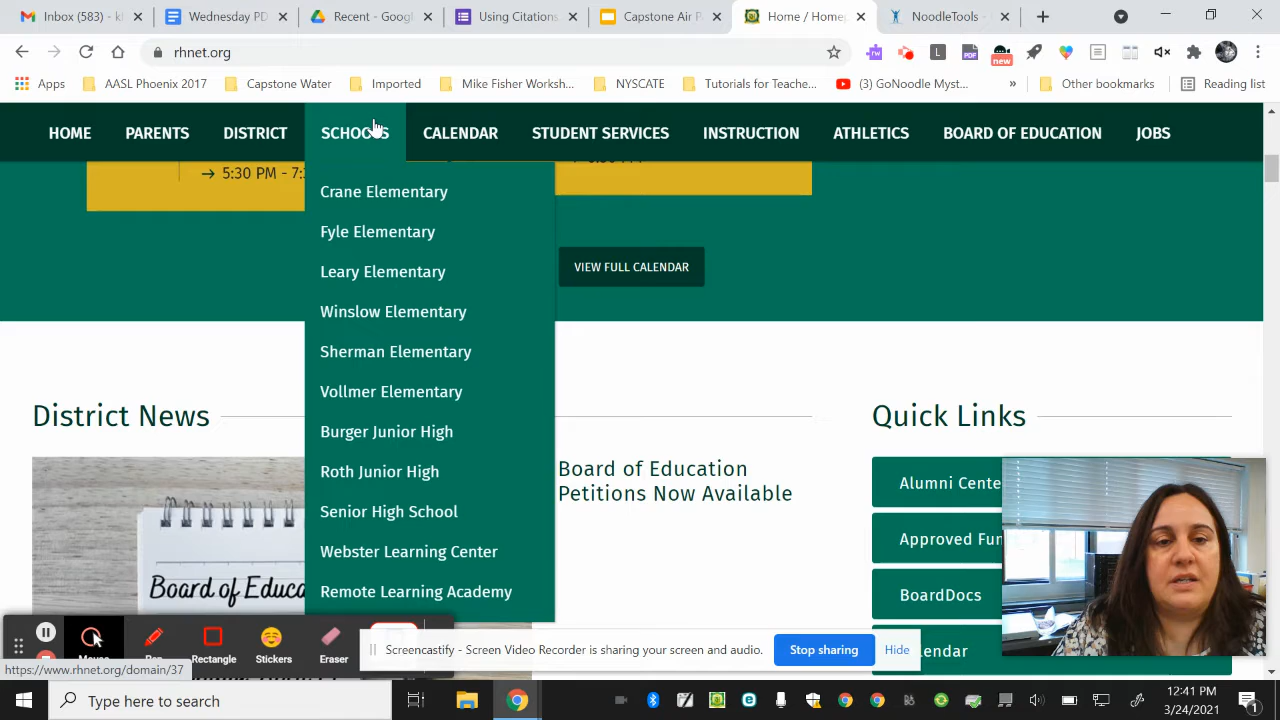 Inbox (583) -
Wednesday PD
Recent - Googl
Using Citations
Capstone Air P
Home / Homep
NoodleTools -
rhnet.org
new
Apps
AASL Phoenix 2017
Capstone Water
Imported
Mike Fisher Worksh...
NYSCATE
Tutorials for Teache...
(3) GoNoodle Myst...
»
Other bookmarks
Reading list
HOME PARENTS DISTRICT SCHOOLS CALENDAR STUDENT SERVICES INSTRUCTION ATHLETICS BOARD OF EDUCATION JOBS
→ 5:30 PM - 7:3
Crane Elementary
Fyle Elementary
Leary Elementary
Winslow Elementary
Sherman Elementary
Vollmer Elementary
Burger Junior High
Roth Junior High
Senior High School
Webster Learning Center
Remote Learning Academy
VIEW FULL CALENDAR
District News
Board of Educa
Board of Education
Petitions Now Available
Quick Links
Alumni Cente
Approved Fun
BoardDocs
lendar
Rectangle
Stickers
Eraser
Screencastify - Screen Video Recorder is sharing your screen and audio.
Stop sharing
Hide
https://www.rhnet.org/domain/37
Type here to search
12:41 PM
3/24/2021
1